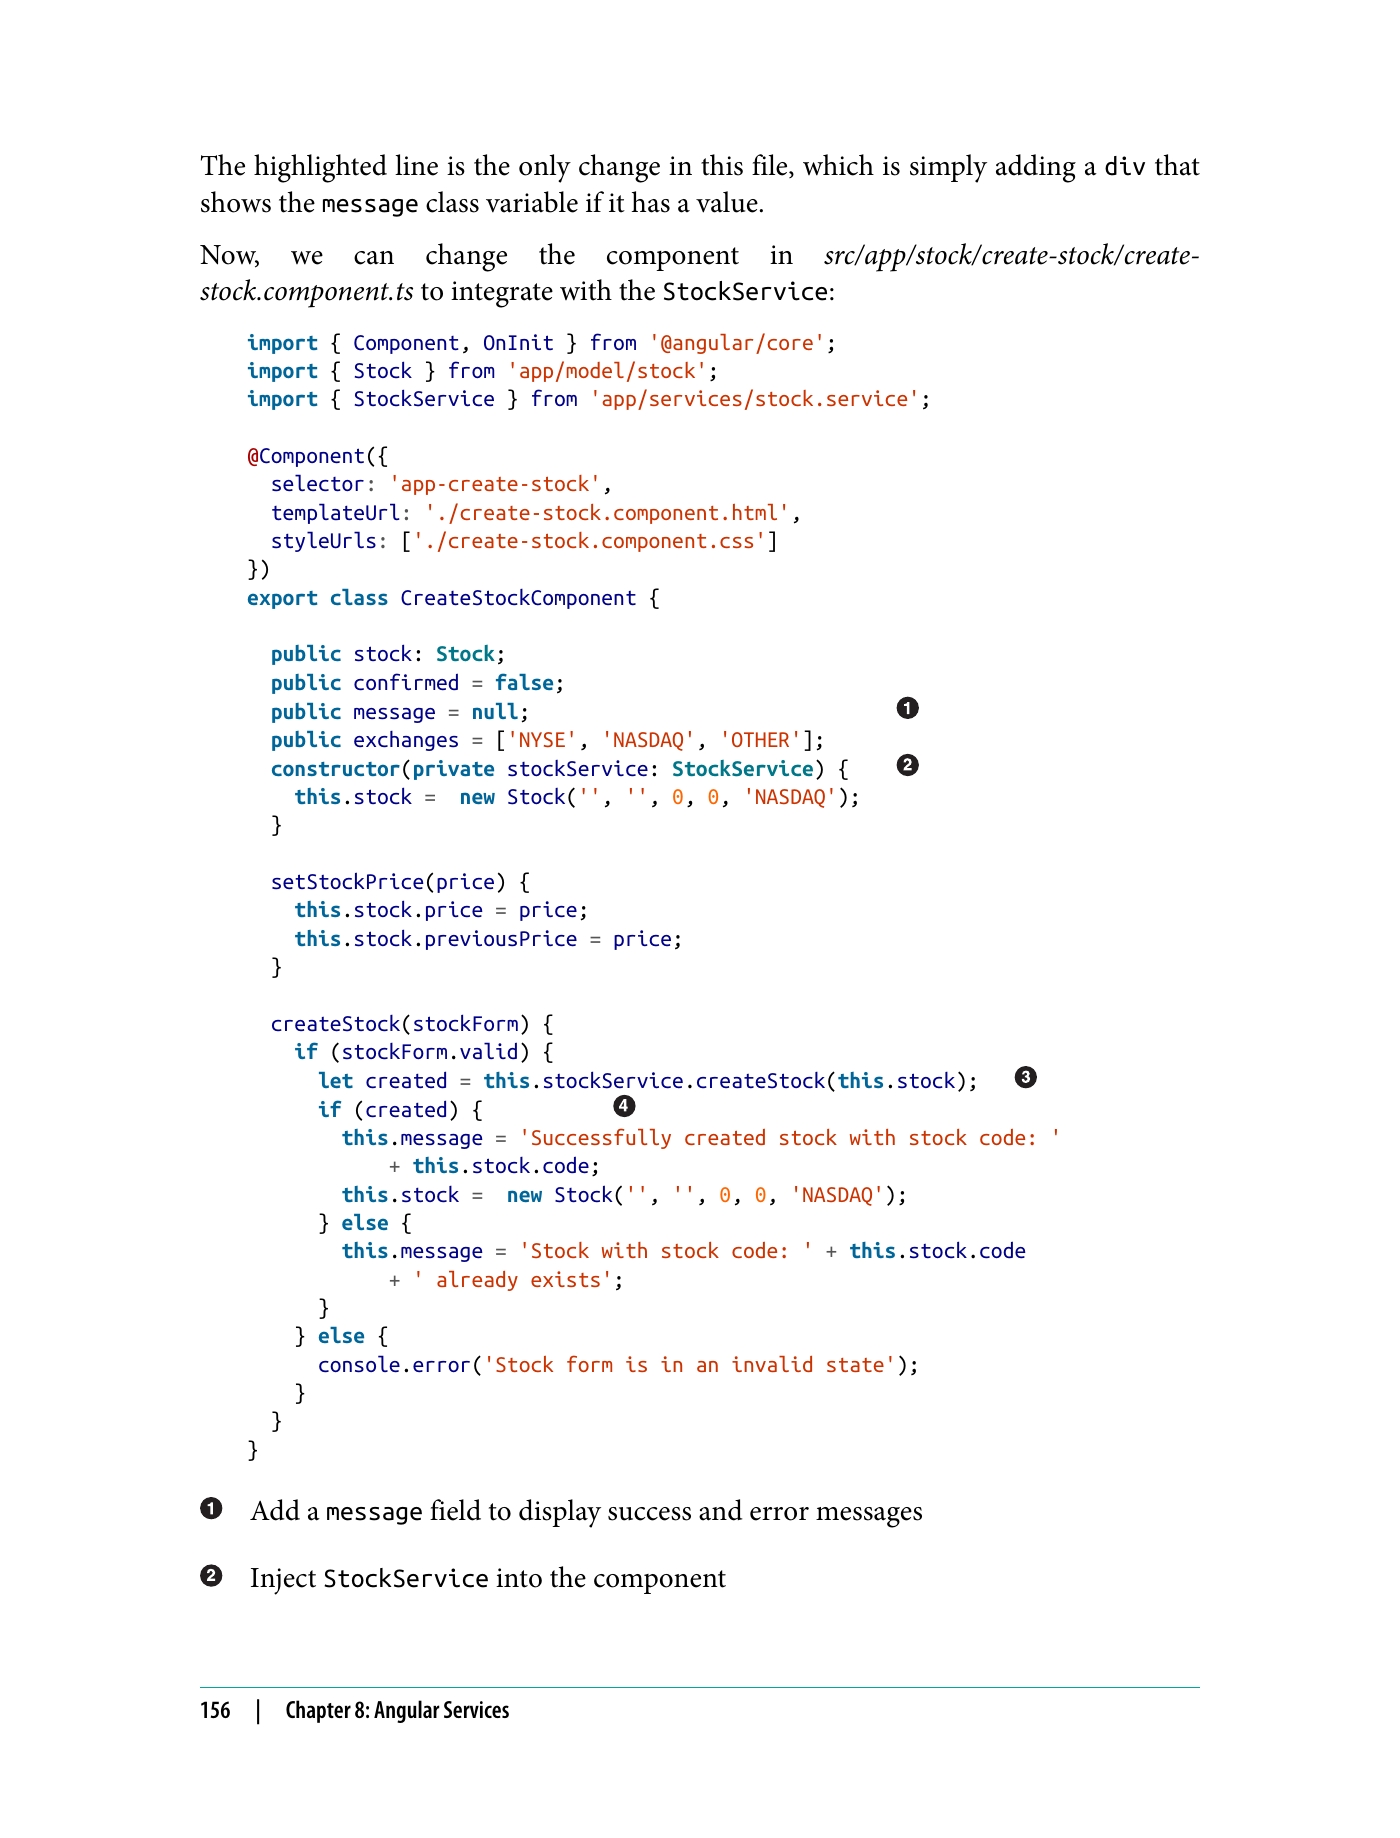 The highlighted line is the only change in this file, which is simply adding a div that
shows the message class variable if it has a value.
Now, we can change the component in src/app/stock/create-stock/create-
stock.component.ts to integrate with the StockService:
import { Component, OnInit } from '@angular/core';
import { Stock } from 'app/model/stock';
import { StockService } from 'app/services/stock.service';

@Component({
  selector: 'app-create-stock',
  templateUrl: './create-stock.component.html',
  styleUrls: ['./create-stock.component.css']
})
export class CreateStockComponent {

  public stock: Stock;
  public confirmed = false;
  public message = null; ❶
  public exchanges = ['NYSE', 'NASDAQ', 'OTHER'];
  constructor(private stockService: StockService) { ❷
    this.stock =  new Stock('', '', 0, 0, 'NASDAQ');
  }

  setStockPrice(price) {
    this.stock.price = price;
    this.stock.previousPrice = price;
  }

  createStock(stockForm) {
    if (stockForm.valid) {
      let created = this.stockService.createStock(this.stock); ❸
      if (created) { ❹
        this.message = 'Successfully created stock with stock code: '
            + this.stock.code;
        this.stock =  new Stock('', '', 0, 0, 'NASDAQ');
      } else {
        this.message = 'Stock with stock code: ' + this.stock.code
            + ' already exists';
      }
    } else {
      console.error('Stock form is in an invalid state');
    }
  }
}
❶ Add a message field to display success and error messages
❷ Inject StockService into the component
156 | Chapter 8: Angular Services